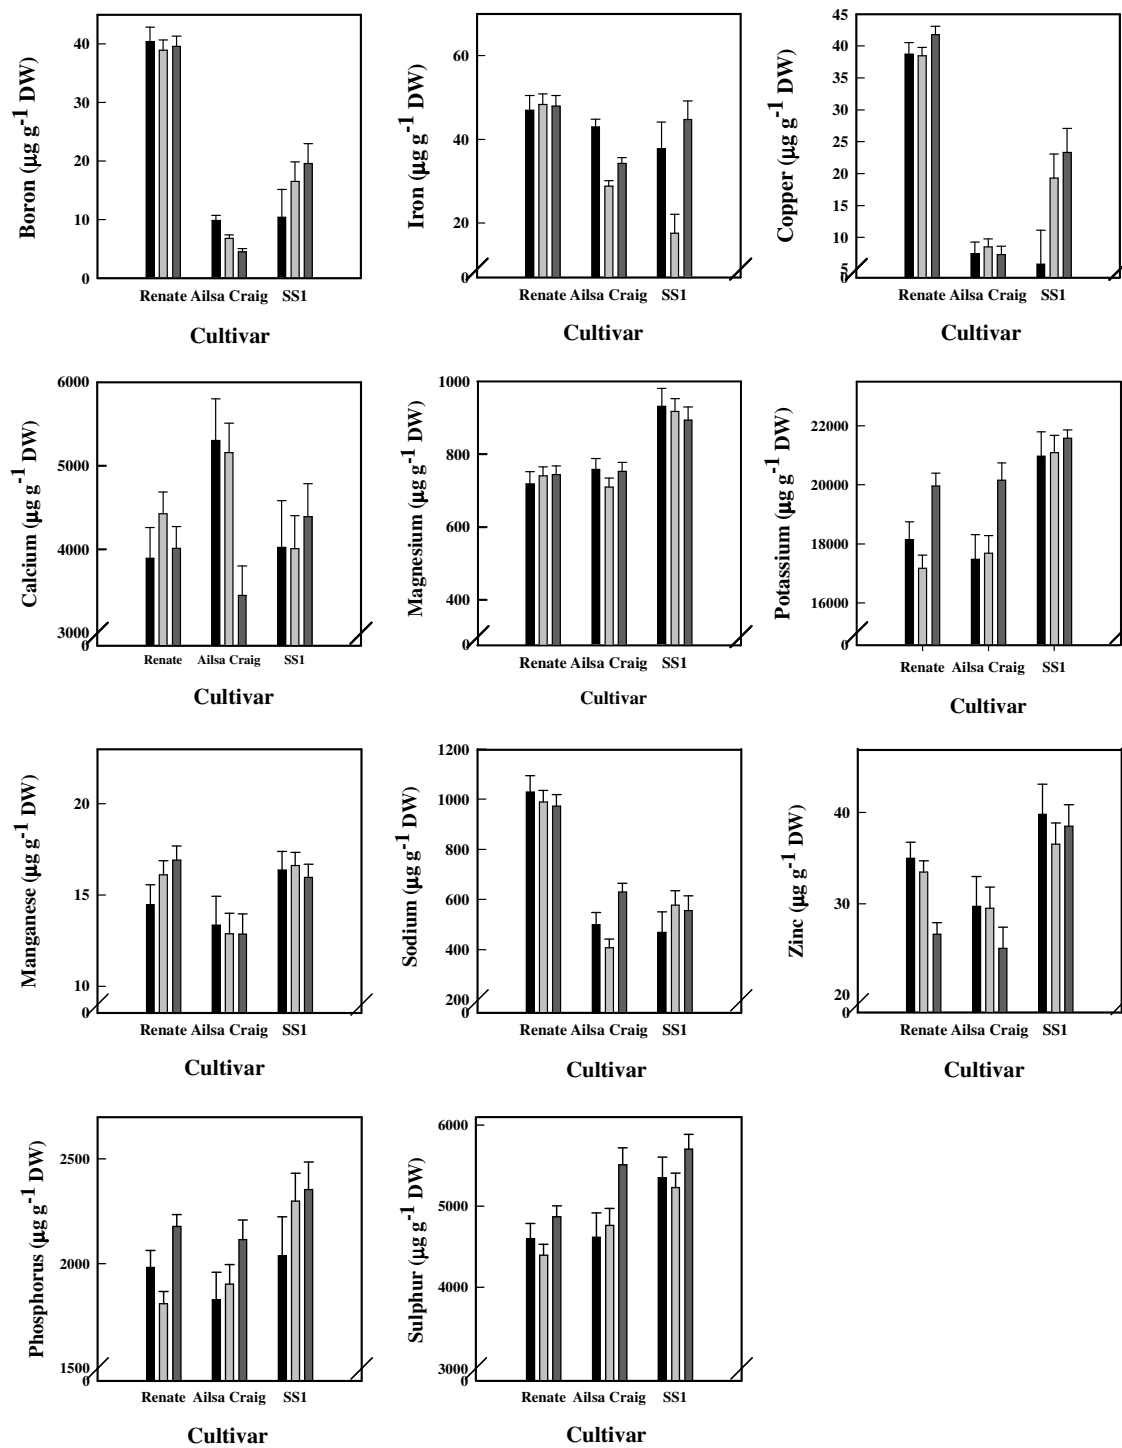 Boron (µg g-1 DW)
40
30
20
10
0
Renate Ailsa Craig SS1
Cultivar
Iron (µg g-1 DW)
60
40
20
0
Renate Ailsa Craig SS1
Cultivar
Copper (µg g-1 DW)
45
40
35
30
25
20
15
10
5
0
Renate Ailsa Craig SS1
Cultivar
Calcium (µg g-1 DW)
6000
5000
4000
3000
0
Renate Ailsa Craig SS1
Cultivar
Magnesium (µg g-1 DW)
1000
800
600
400
0
Renate Ailsa Craig SS1
Cultivar
Potassium (µg g-1 DW)
22000
20000
18000
16000
0
Renate Ailsa Craig SS1
Cultivar
Manganese (µg g-1 DW)
20
15
10
0
Renate Ailsa Craig SS1
Cultivar
Sodium (µg g-1 DW)
1200
1000
800
600
400
200
0
Renate Ailsa Craig SS1
Cultivar
Zinc (µg g-1 DW)
40
30
20
0
Renate Ailsa Craig SS1
Cultivar
Phosphorus (µg g-1 DW)
2500
2000
1500
0
Renate Ailsa Craig SS1
Cultivar
Sulphur (µg g-1 DW)
6000
5000
4000
3000
0
Renate Ailsa Craig SS1
Cultivar